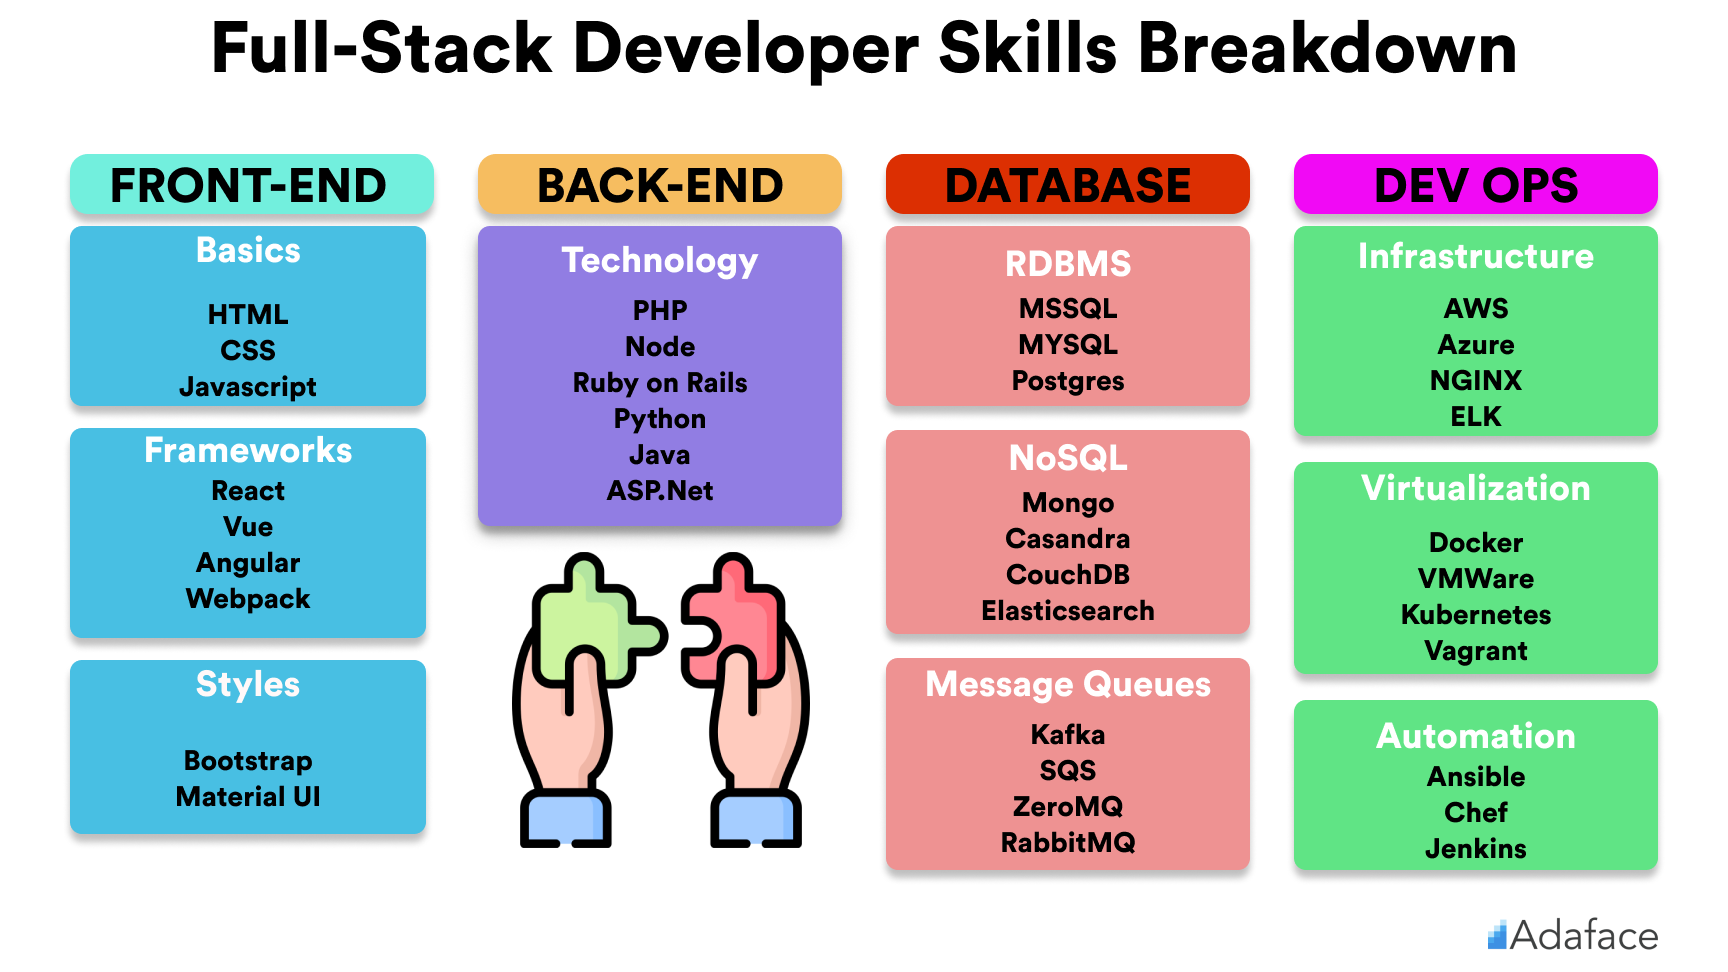 Full-Stack Developer Skills Breakdown
FRONT-END
Basics
HTML
CSS
Javascript
Frameworks
React
Vue
Angular
Webpack
Styles
Bootstrap
Material UI
BACK-END
Technology
PHP
Node
Ruby on Rails
Python
Java
ASP.Net
DATABASE
RDBMS
MSSQL
MYSQL
Postgres
NoSQL
Mongo
Casandra
CouchDB
Elasticsearch
Message Queues
Kafka
SQS
ZeroMQ
RabbitMQ
DEV OPS
Infrastructure
AWS
Azure
NGINX
ELK
Virtualization
Docker
VMWare
Kubernetes
Vagrant
Automation
Ansible
Chef
Jenkins
Adaface